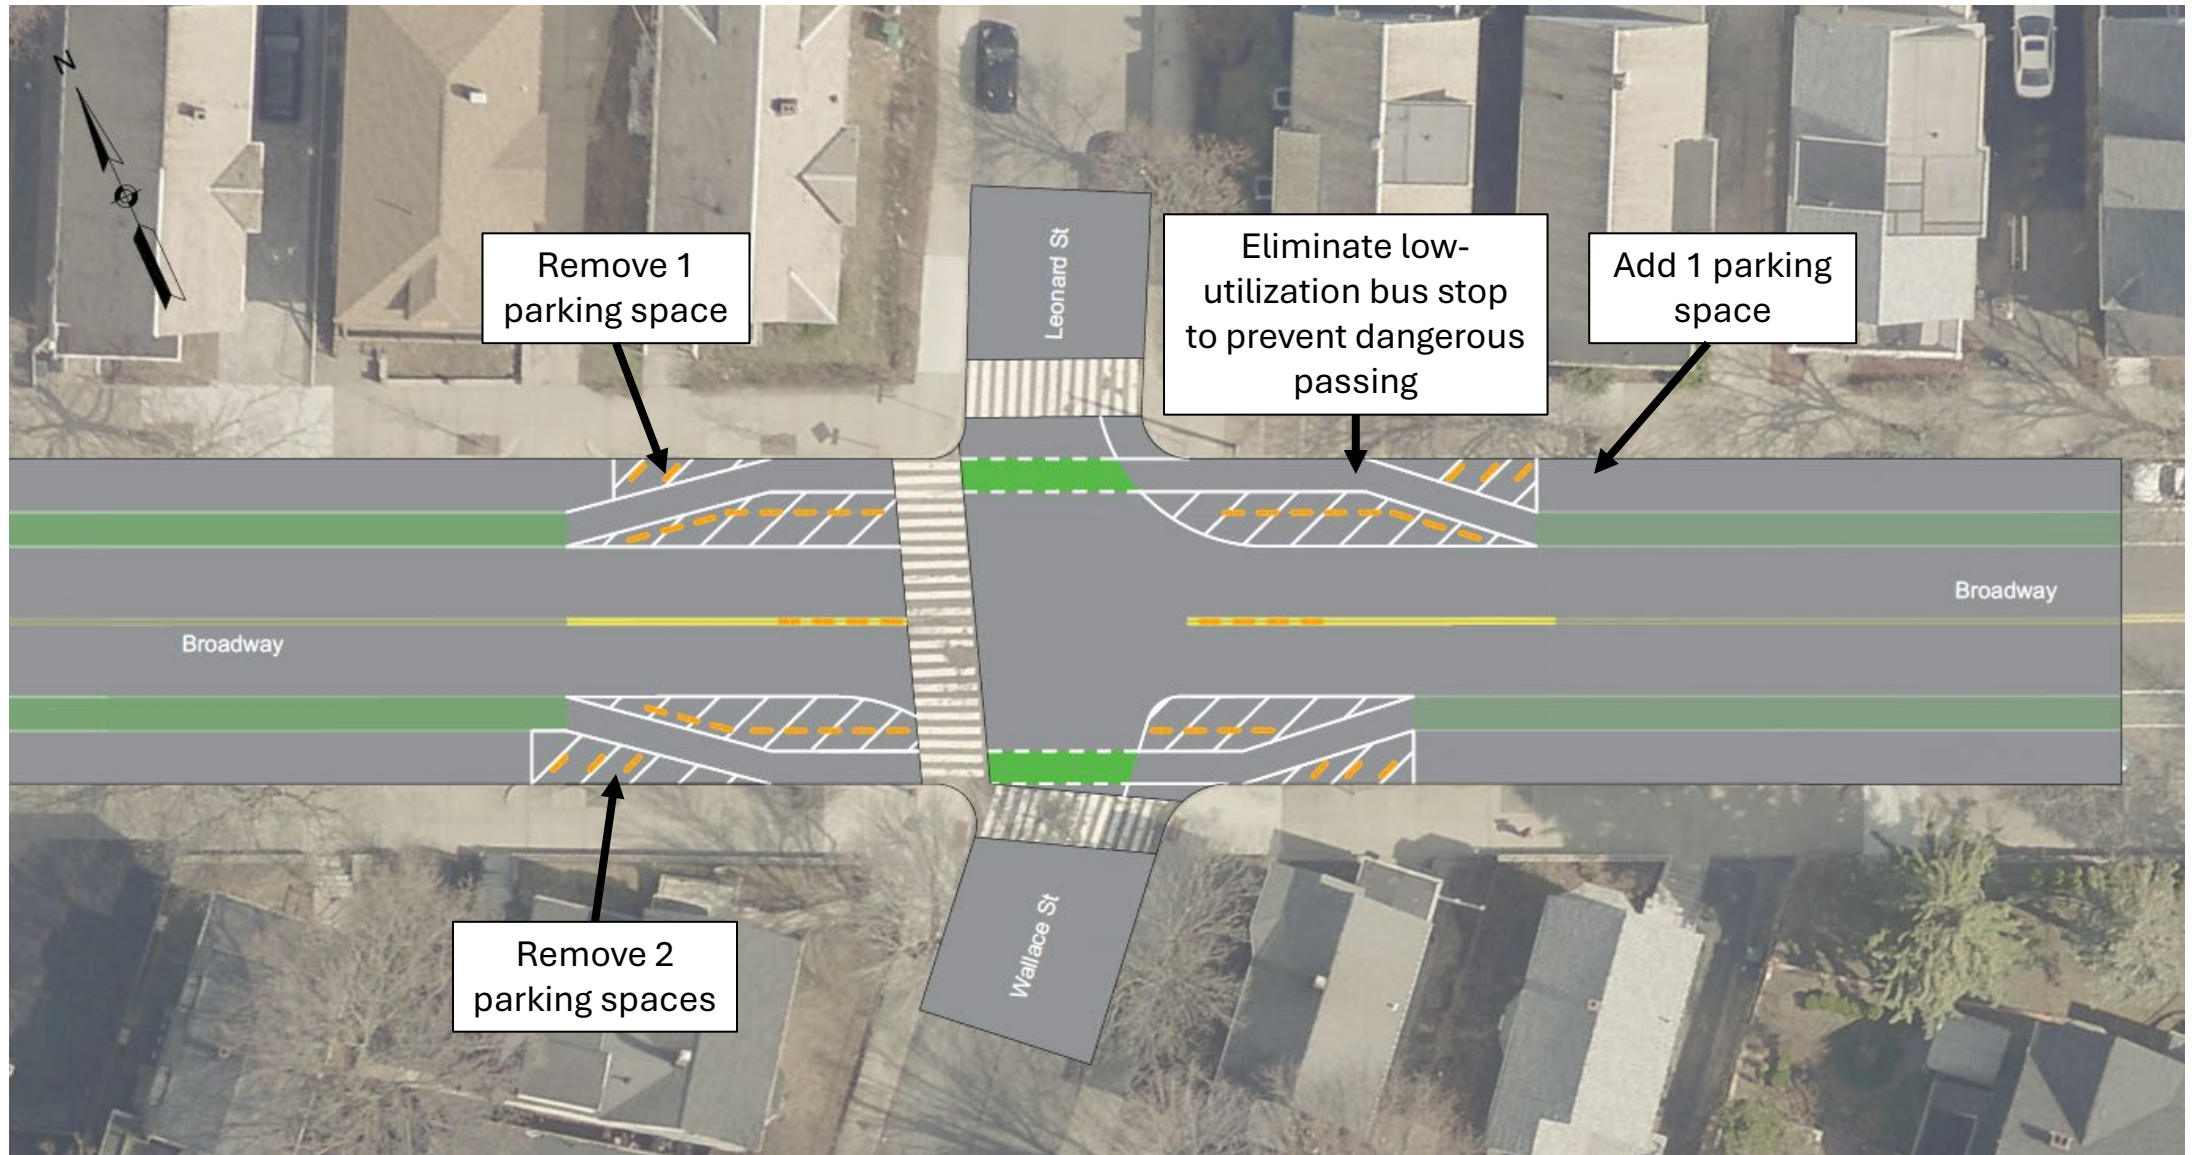 N
Remove 1
parking space
Leonard St
Eliminate low-
utilization bus stop
to prevent dangerous
passing
Add 1 parking
space
Broadway
Broadway
Remove 2
parking spaces
Wallace St